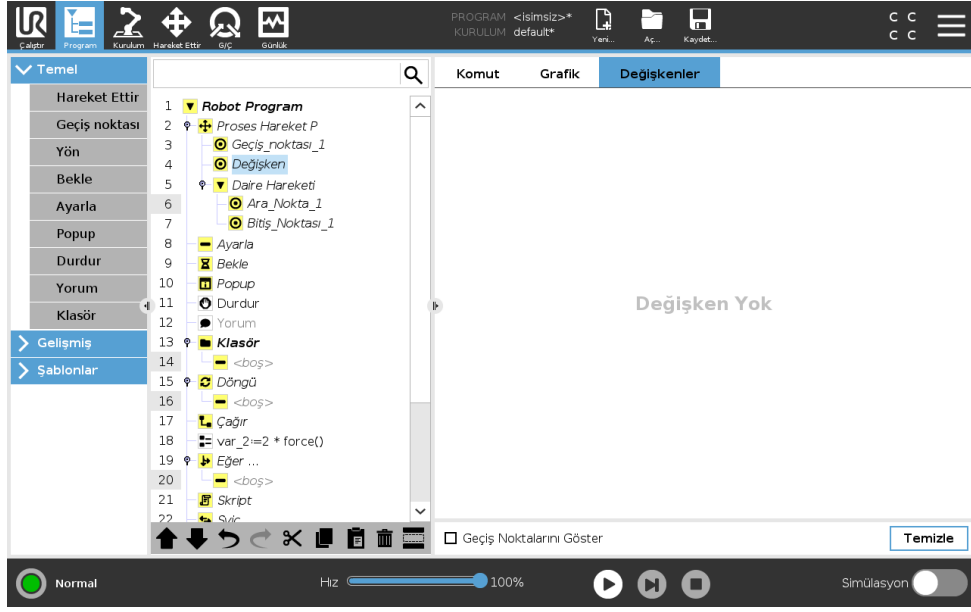 PROGRAM <isimsiz>*
KURULUM default*
Çalıştır Program Kurulum Hareket Ettir G/Ç Günlük Yeni... Aç... Kaydet...
C C
C C
Temel
Hareket Ettir
Geçiş noktası
Yön
Bekle
Ayarla
Popup
Durdur
Yorum
Klasör
Gelişmiş
Şablonlar
1 Robot Program
2 Proses Hareket P
3 Geçiş_noktası_1
4 Değişken
5 Daire Hareketi
6 Ara_Nokta_1
7 Bitiş_Noktası_1
8 Ayarla
9 Bekle
10 Popup
11 Durdur
12 Yorum
13 Klasör
14 <boş>
15 Döngü
16 <boş>
17 Çağır
18 var_2:=2 * force()
19 Eğer ...
20 <boş>
21 Skript
22 Sviç
Komut Grafik Değişkenler
Değişken Yok
Geçiş Noktalarını Göster Temizle
Normal Hız 100% Simülasyon